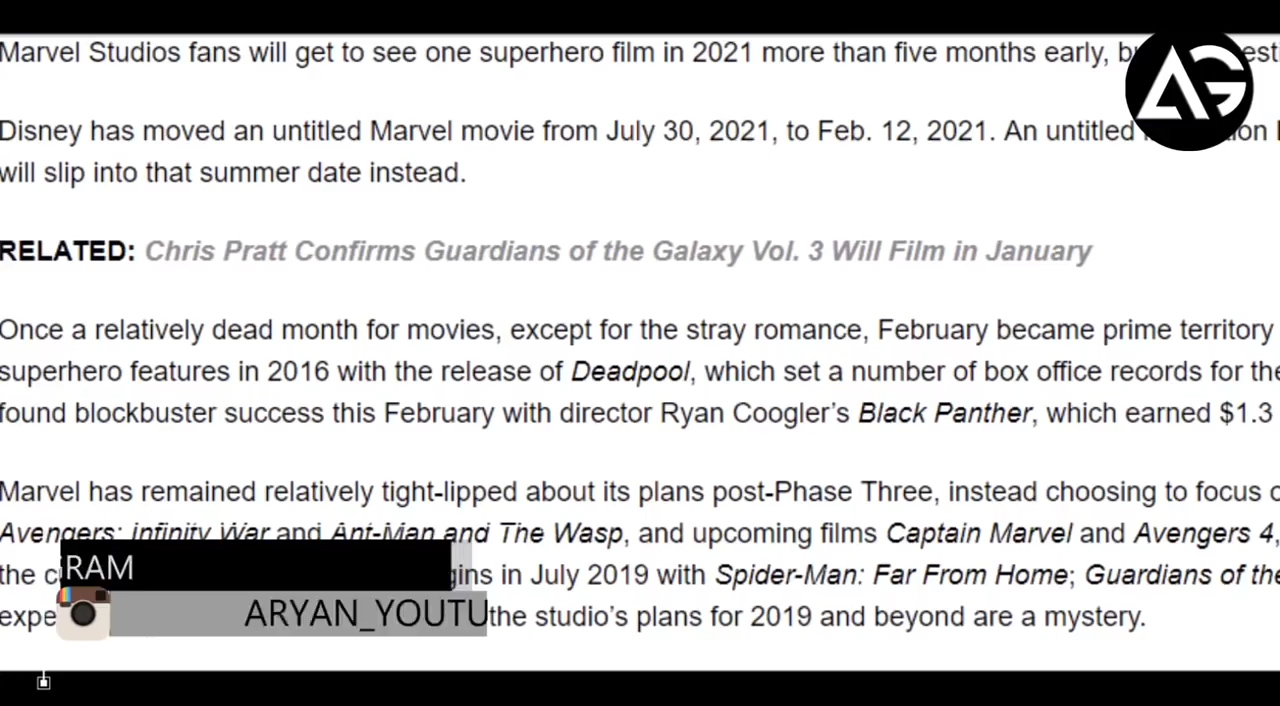 Marvel Studios fans will get to see one superhero film in 2021 more than five months early,
AG
Disney has moved an untitled Marvel movie from July 30, 2021, to Feb. 12, 2021. An untitled
will slip into that summer date instead.
RELATED: Chris Pratt Confirms Guardians of the Galaxy Vol. 3 Will Film in January
Once a relatively dead month for movies, except for the stray romance, February became prime territory
superhero features in 2016 with the release of Deadpool, which set a number of box office records for
found blockbuster success this February with director Ryan Coogler’s Black Panther, which earned $1.3
Marvel has remained relatively tight-lipped about its plans post-Phase Three, instead choosing to focus
Avengers: Infinity War and Ant-Man and The Wasp, and upcoming films Captain Marvel and Avengers 4,
the
RAM
gins in July 2019 with Spider-Man: Far From Home; Guardians of the
expe
ARYAN_YOUTU
the studio’s plans for 2019 and beyond are a mystery.